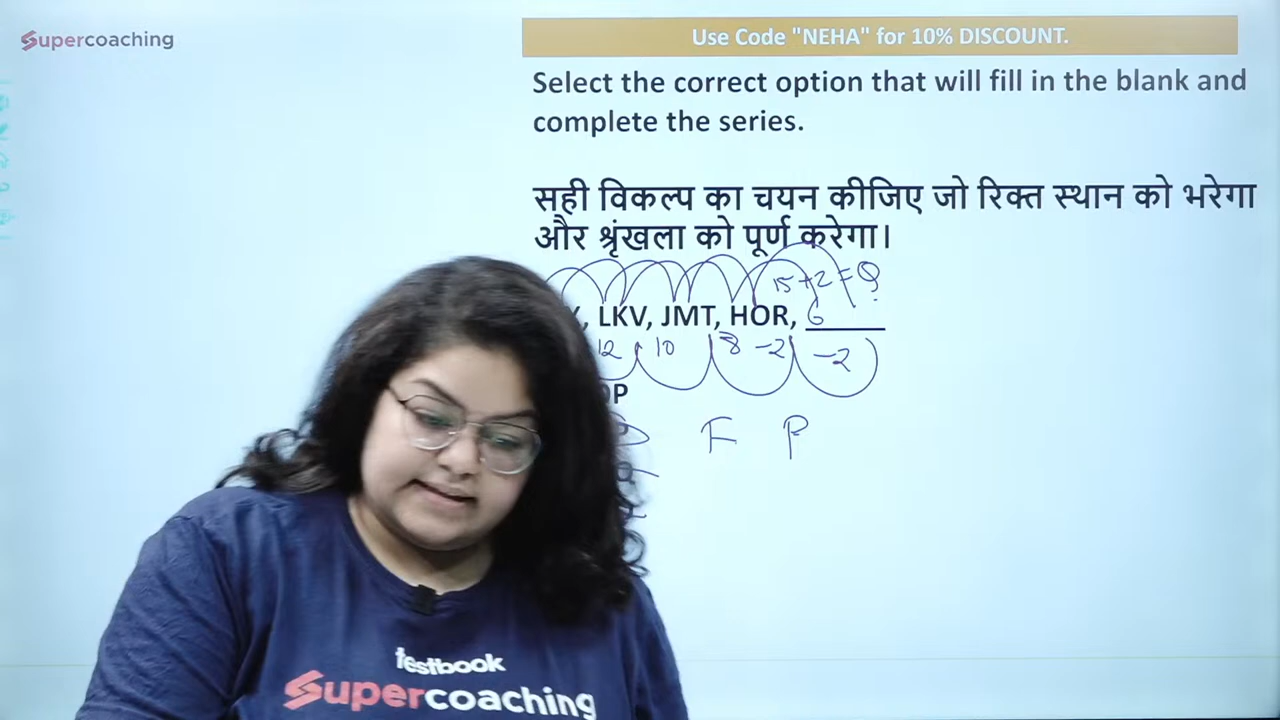 Supercoaching
Use Code "NEHA" for 10% DISCOUNT.
Select the correct option that will fill in the blank and
complete the series.
सही विकल्प का चयन कीजिए जो रिक्त स्थान को भरेगा
और श्रृंखला को पूर्ण करेगा।
15+2=Q
?
LKV, JMT, HOR, 6
12 10 8 -2 -2
OP
F P
testbook
Supercoaching